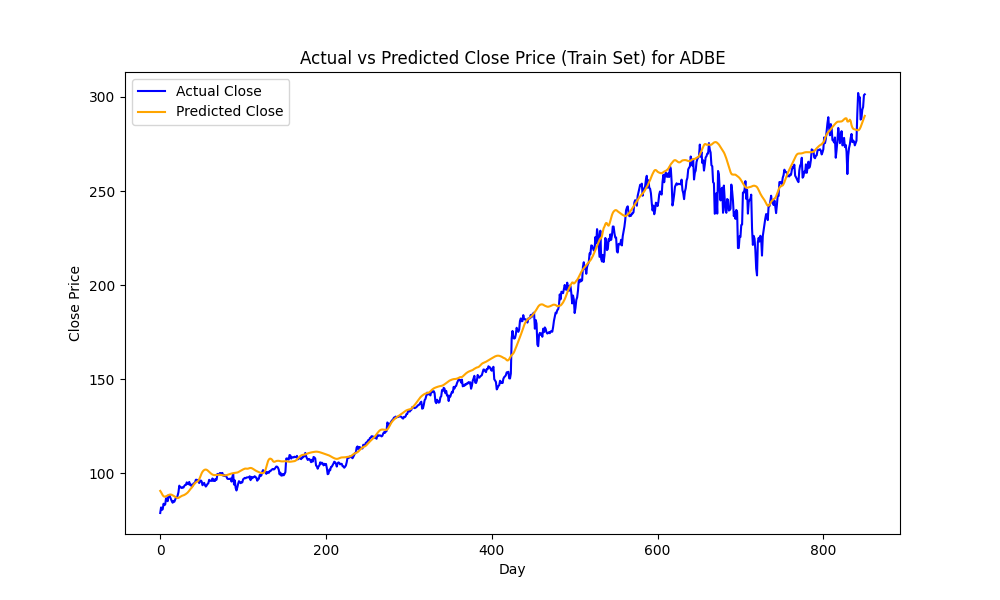 Actual vs Predicted Close Price (Train Set) for ADBE
Actual Close
Predicted Close
300
250
200
150
100
Close Price
0 200 400 600 800
Day